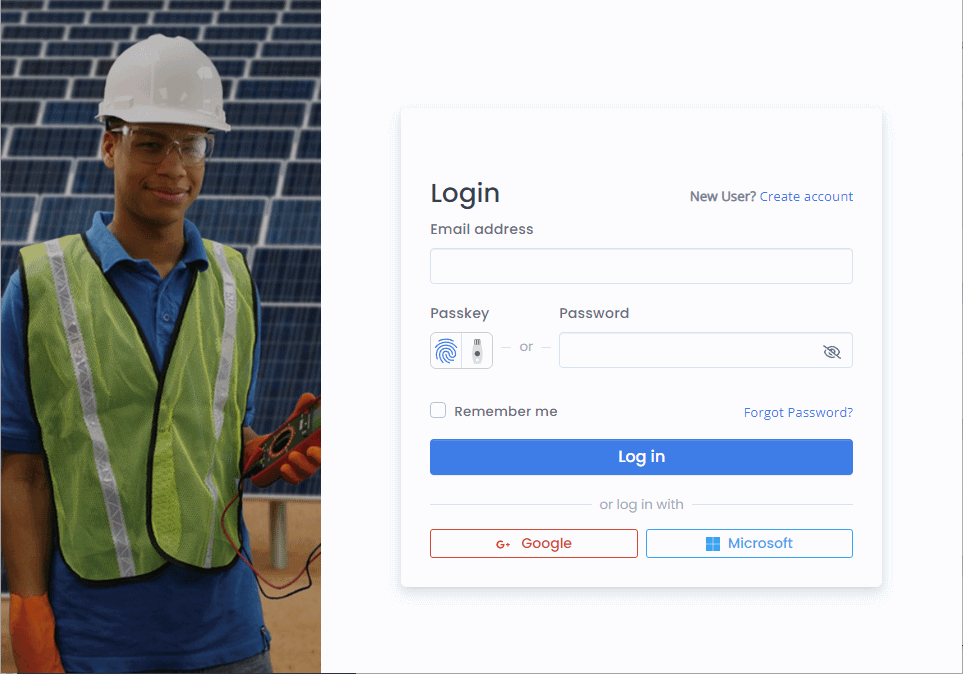 Login
New User? Create account
Email address
Passkey
Password
or
Remember me
Forgot Password?
Log in
or log in with
G+ Google
Microsoft